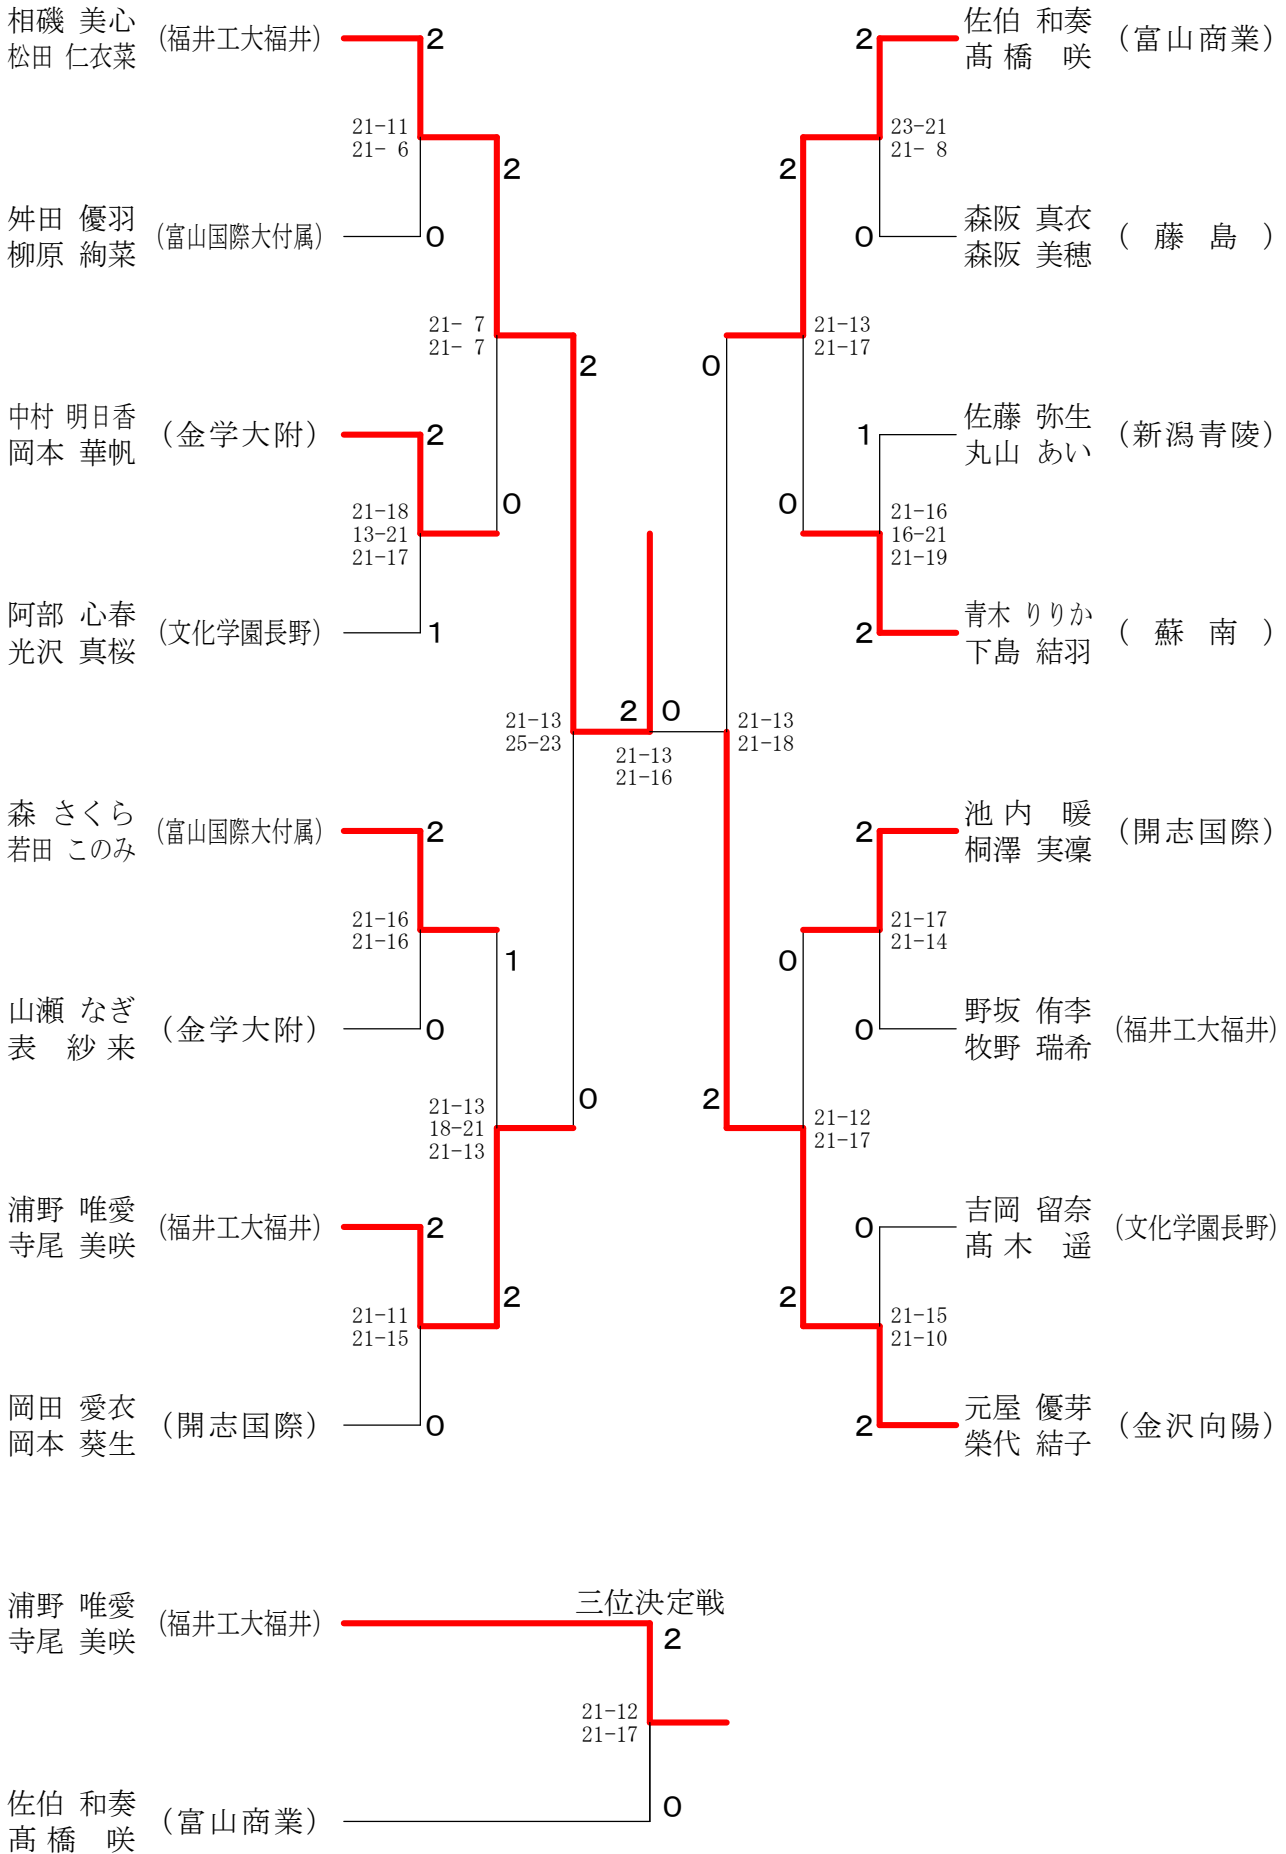 相磯 美心
松田 仁衣菜
(福井工大福井)
2
21-11
21- 6
舛田 優羽
柳原 絢菜
(富山国際大付属)
0
2
21- 7
21- 7
中村 明日香
岡本 華帆
(金学大附)
2
21-18
13-21
21-17
0
阿部 心春
光沢 真桜
(文化学園長野)
1
2
21-13
25-23
森 さくら
若田 このみ
(富山国際大付属)
2
21-16
21-16
1
山瀬 なぎ
表 紗来
(金学大附)
0
21-13
18-21
21-13
0
浦野 唯愛
寺尾 美咲
(福井工大福井)
2
21-11
21-15
2
岡田 愛衣
岡本 葵生
(開志国際)
0
2 0
21-13
21-16
佐伯 和奏
髙橋 咲
(富山商業)
2
23-21
21- 8
2
森阪 真衣
森阪 美穂
(藤島)
0
21-13
21-17
0
佐藤 弥生
丸山 あい
(新潟青陵)
1
21-16
16-21
21-19
0
青木 りりか
下島 結羽
(蘇南)
2
21-13
21-18
池内 暖
桐澤 実凜
(開志国際)
2
21-17
21-14
0
野坂 侑李
牧野 瑞希
(福井工大福井)
0
2
21-12
21-17
吉岡 留奈
髙木 遥
(文化学園長野)
0
21-15
21-10
2
元屋 優芽
榮代 結子
(金沢向陽)
2
三位決定戦
浦野 唯愛
寺尾 美咲
(福井工大福井)
2
21-12
21-17
佐伯 和奏
髙橋 咲
(富山商業)
0